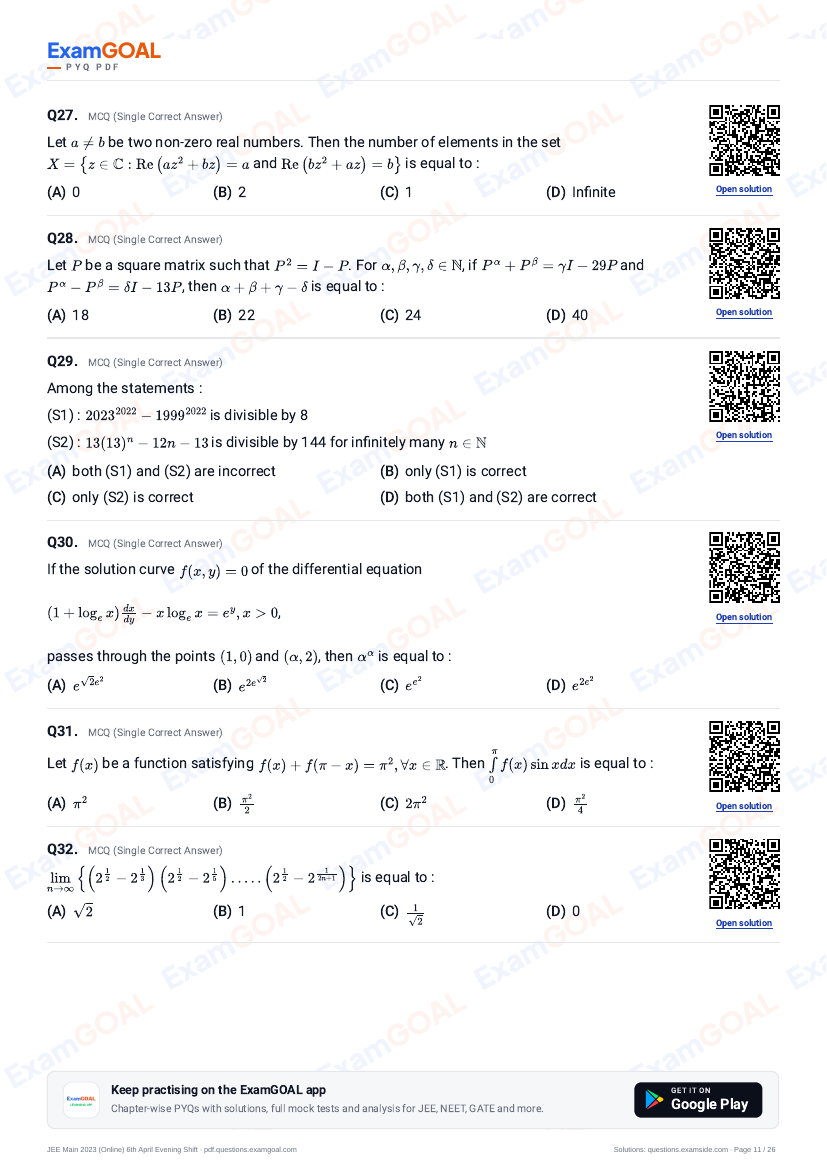 ExamGOAL
PYQ PDF
Q27. MCQ (Single Correct Answer)
Let a ≠ b be two non-zero real numbers. Then the number of elements in the set
X = {z ∈ ℂ : Re (az² + bz) = a and Re (bz² + az) = b} is equal to :
(A) 0 (B) 2 (C) 1 (D) Infinite
Open solution
Q28. MCQ (Single Correct Answer)
Let P be a square matrix such that P² = I − P. For α, β, γ, δ ∈ ℕ, if P^α + P^β = γI − 29P and
P^α − P^β = δI − 13P, then α + β + γ − δ is equal to :
(A) 18 (B) 22 (C) 24 (D) 40
Open solution
Q29. MCQ (Single Correct Answer)
Among the statements :
(S1) : 2023²⁰²² − 1999²⁰²² is divisible by 8
(S2) : 13(13)ⁿ − 12n − 13 is divisible by 144 for infinitely many n ∈ ℕ
(A) both (S1) and (S2) are incorrect (B) only (S1) is correct
(C) only (S2) is correct (D) both (S1) and (S2) are correct
Open solution
Q30. MCQ (Single Correct Answer)
If the solution curve f(x, y) = 0 of the differential equation
(1 + logₑ x) dx/dy − x logₑ x = e^y, x > 0,
passes through the points (1, 0) and (α, 2), then α^α is equal to :
(A) e^{√2e²} (B) e^{2e^{√2}} (C) e^{e²} (D) e^{2e²}
Open solution
Q31. MCQ (Single Correct Answer)
Let f(x) be a function satisfying f(x) + f(π − x) = π², ∀x ∈ ℝ. Then ∫₀^π f(x) sin xdx is equal to :
(A) π² (B) π²/2 (C) 2π² (D) π²/4
Open solution
Q32. MCQ (Single Correct Answer)
lim n→∞ {(2^{1/2} − 2^{1/3}) (2^{1/2} − 2^{1/5}) ..... (2^{1/2} − 2^{1/(2n+1)})} is equal to :
(A) √2 (B) 1 (C) 1/√2 (D) 0
Open solution
Keep practising on the ExamGOAL app
Chapter-wise PYQs with solutions, full mock tests and analysis for JEE, NEET, GATE and more.
GET IT ON
Google Play
JEE Main 2023 (Online) 6th April Evening Shift · pdf.questions.examgoal.com
Solutions: questions.examside.com · Page 11 / 26